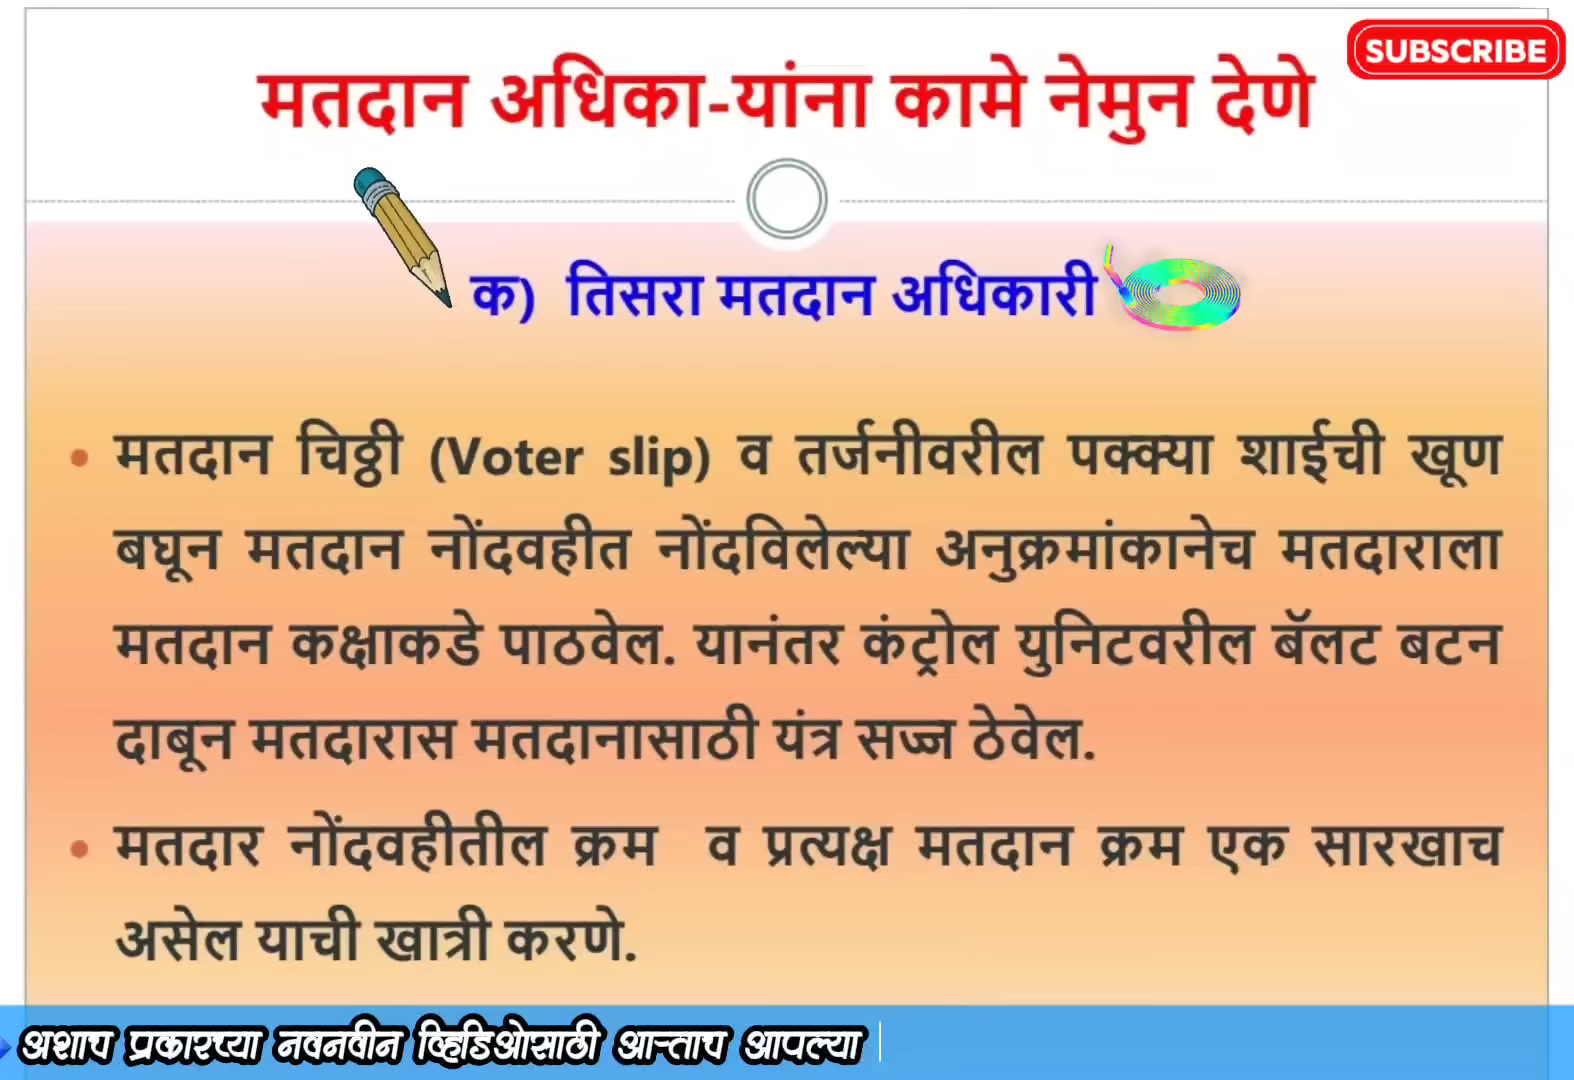 SUBSCRIBE
मतदान अधिका-यांना कामे नेमुन देणे
क) तिसरा मतदान अधिकारी
• मतदान चिठ्ठी (Voter slip) व तर्जनीवरील पक्क्या शाईची खूण
बघून मतदान नोंदवहीत नोंदविलेल्या अनुक्रमांकानेच मतदाराला
मतदान कक्षाकडे पाठवेल. यानंतर कंट्रोल युनिटवरील बॅलट बटन
दाबून मतदारास मतदानासाठी यंत्र सज्ज ठेवेल.
• मतदार नोंदवहीतील क्रम व प्रत्यक्ष मतदान क्रम एक सारखाच
असेल याची खात्री करणे.
अशाच प्रकारच्या नवनवीन व्हिडिओसाठी आत्ताच आपल्या